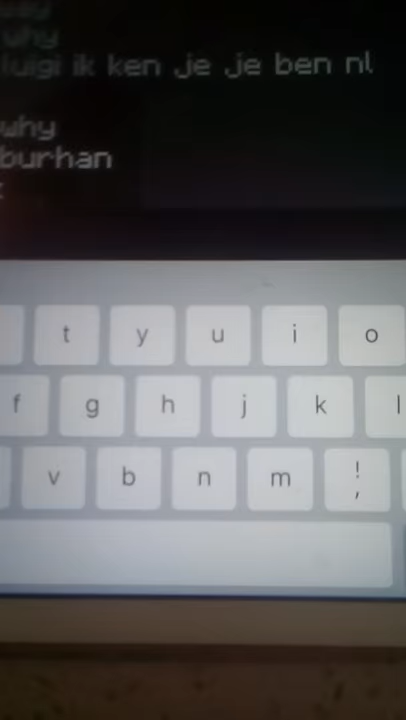 why
luigi ik ken je je ben nl
why
burhan
t y u i o
f g h j k l
v b n m ! ,